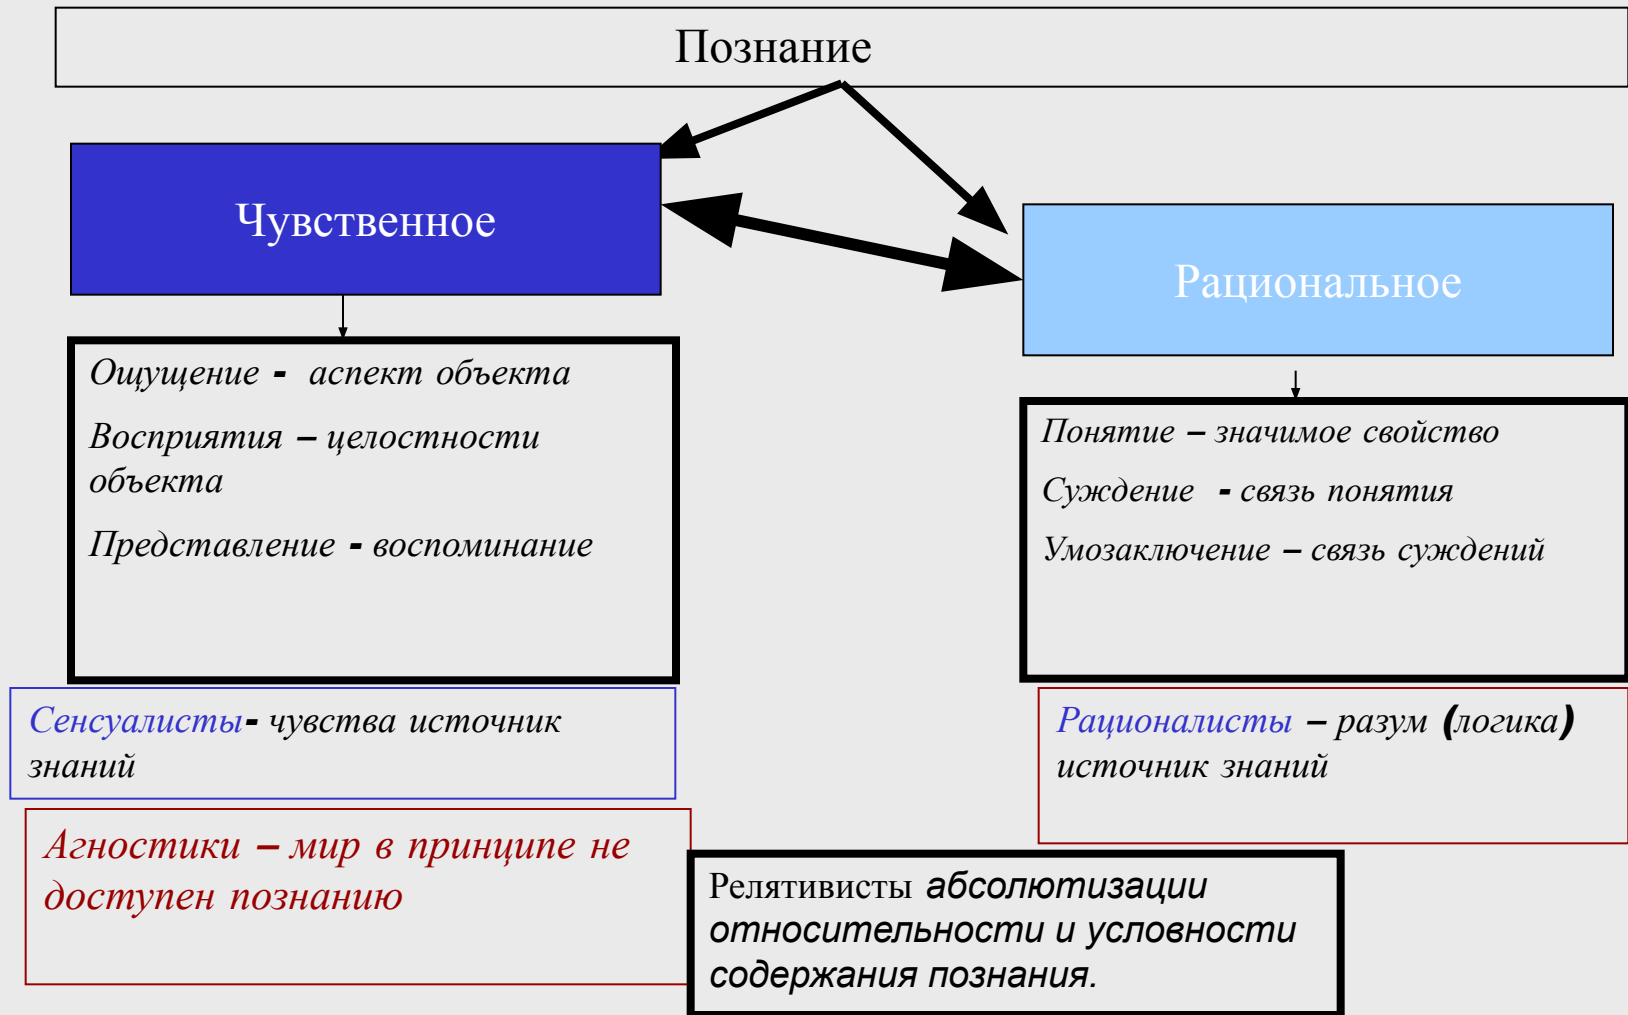 Познание
Чувственное
Рациональное
Ощущение - аспект объекта
Восприятия – целостности
объекта
Представление - воспоминание
Понятие – значимое свойство
Суждение - связь понятия
Умозаключение – связь суждений
Сенсуалисты- чувства источник
знаний
Рационалисты – разум (логика)
источник знаний
Агностики – мир в принципе не
доступен познанию
Релятивисты абсолютизации
относительности и условности
содержания познания.